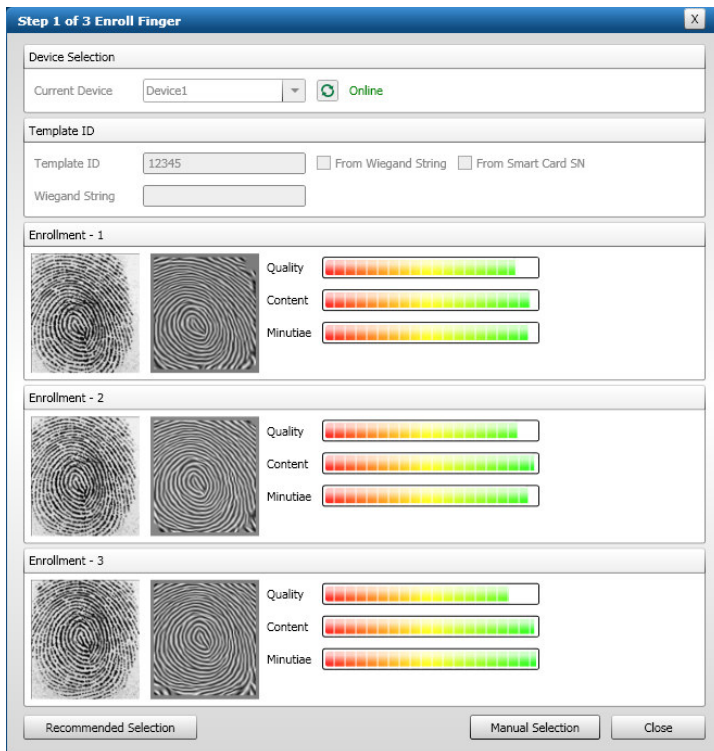 Step 1 of 3 Enroll Finger X
Device Selection
Current Device Device1 Online
Template ID
Template ID 12345 From Wiegand String From Smart Card SN
Wiegand String
Enrollment - 1
Quality
Content
Minutiae
Enrollment - 2
Quality
Content
Minutiae
Enrollment - 3
Quality
Content
Minutiae
Recommended Selection Manual Selection Close